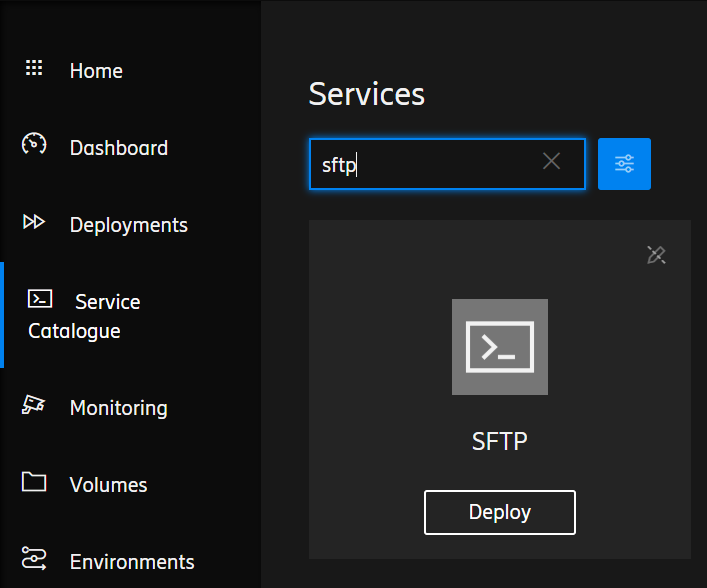 Home
Dashboard
Deployments
Service
Catalogue
Monitoring
Volumes
Environments
Services
sftp
SFTP
Deploy